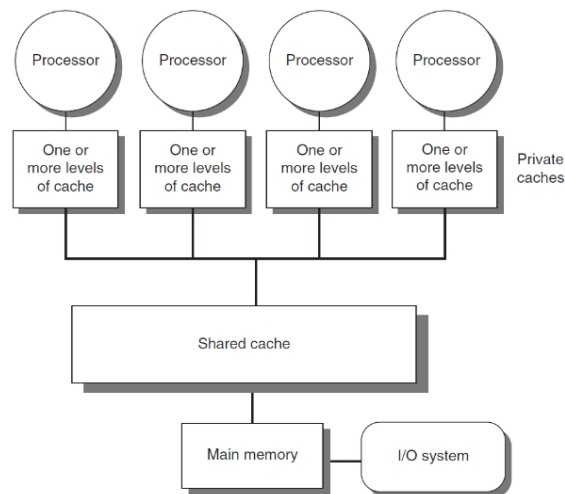 Processor
Processor
Processor
Processor
One or
more levels
of cache
One or
more levels
of cache
One or
more levels
of cache
One or
more levels
of cache
Private
caches
Shared cache
Main memory
I/O system